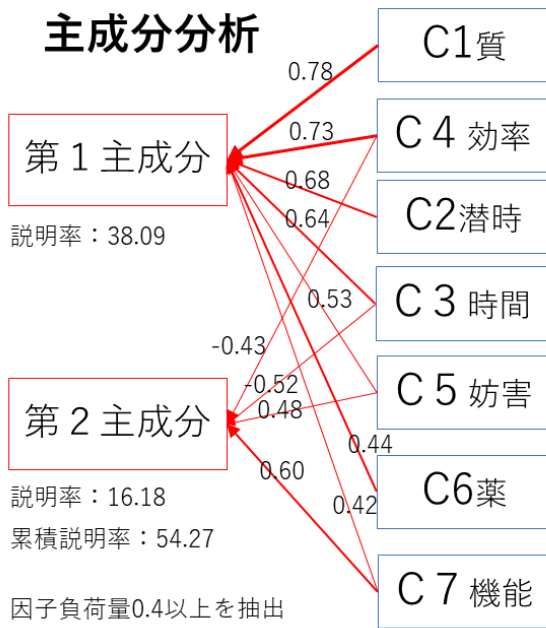 主成分分析
C1質
0.78
C４効率
0.73
第１主成分
0.68
C2潜時
0.64
説明率：38.09
C３時間
0.53
-0.43
-0.52
C５妨害
0.48
第２主成分
0.44
0.60
C6薬
説明率：16.18
0.42
累積説明率：54.27
C７機能
因子負荷量0.4以上を抽出